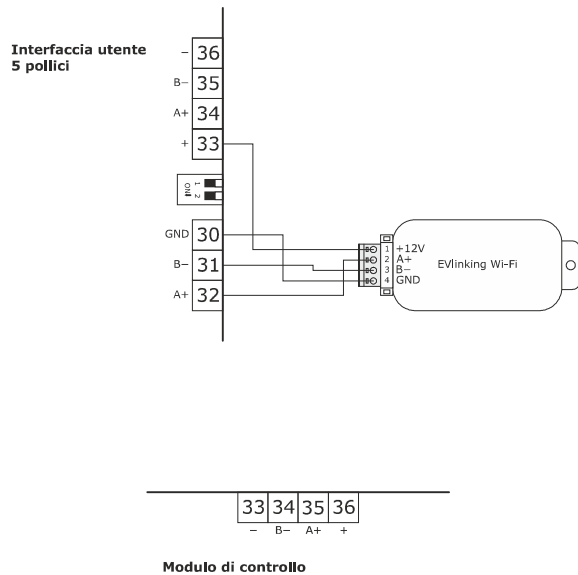 Interfaccia utente
5 pollici
− 36
B− 35
A+ 34
+ 33
1 2 ON
GND 30
B− 31
A+ 32
1 +12V
2 A+
3 B−
4 GND
EVlinking Wi-Fi
33 34 35 36
− B− A+ +
Modulo di controllo